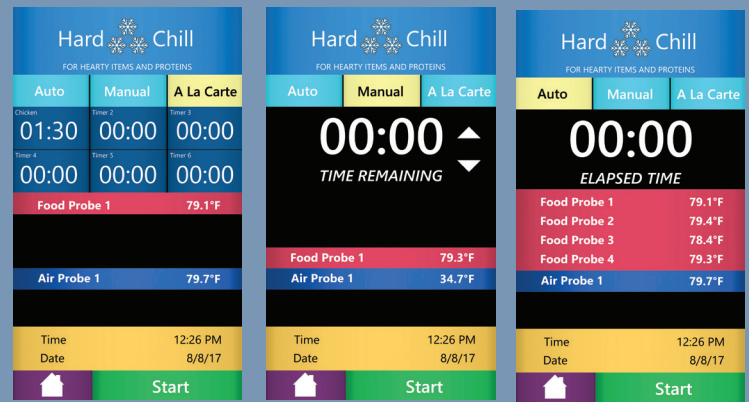 Hard Chill
FOR HEARTY ITEMS AND PROTEINS
Auto Manual A La Carte
Chicken Timer 2 Timer 3
01:30 00:00 00:00
Timer 4 Timer 5 Timer 6
00:00 00:00 00:00
Food Probe 1 79.1°F
Air Probe 1 79.7°F
Time 12:26 PM
Date 8/8/17
Start
Hard Chill
FOR HEARTY ITEMS AND PROTEINS
Auto Manual A La Carte
00:00
TIME REMAINING
Food Probe 1 79.3°F
Air Probe 1 34.7°F
Time 12:26 PM
Date 8/8/17
Start
Hard Chill
FOR HEARTY ITEMS AND PROTEINS
Auto Manual A La Carte
00:00
ELAPSED TIME
Food Probe 1 79.1°F
Food Probe 2 79.4°F
Food Probe 3 78.4°F
Food Probe 4 79.3°F
Air Probe 1 79.7°F
Time 12:26 PM
Date 8/8/17
Start